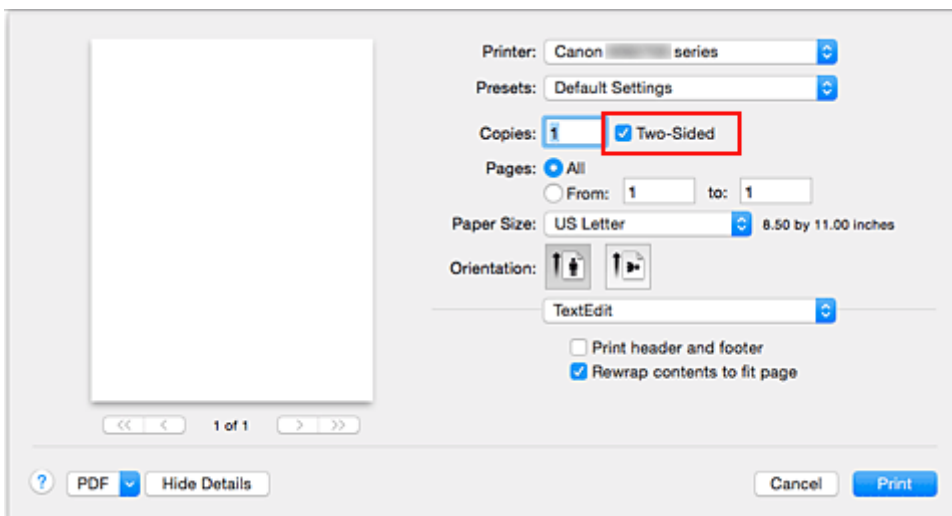 Printer: Canon series
Presets: Default Settings
Copies: 1 Two-Sided
Pages: All
From: 1 to: 1
Paper Size: US Letter 8.50 by 11.00 inches
Orientation:
TextEdit
Print header and footer
Rewrap contents to fit page
<< < 1 of 1 > >>
? PDF Hide Details Cancel Print